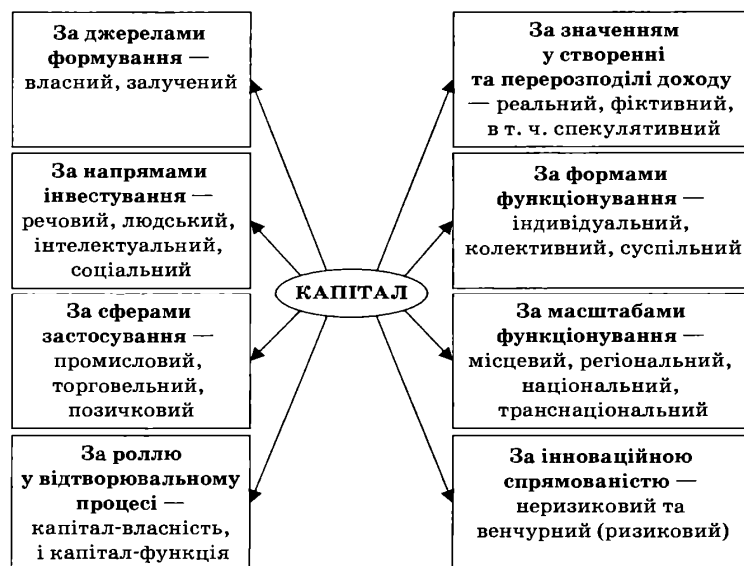 За джерелами
формування —
власний, залучений
За напрямами
інвестування —
речовий, людський,
інтелектуальний,
соціальний
За сферами
застосування —
промисловий,
торговельний,
позичковий
За роллю
у відтворювальному
процесі —
капітал-власність,
і капітал-функція
КАПІТАЛ
За значенням
у створенні
та перерозподілі доходу
— реальний, фіктивний,
в т. ч. спекулятивний
За формами
функціонування —
індивідуальний,
колективний, суспільний
За масштабами
функціонування —
місцевий, регіональний,
національний,
транснаціональний
За інноваційною
спрямованістю —
неризиковий та
венчурний (ризиковий)